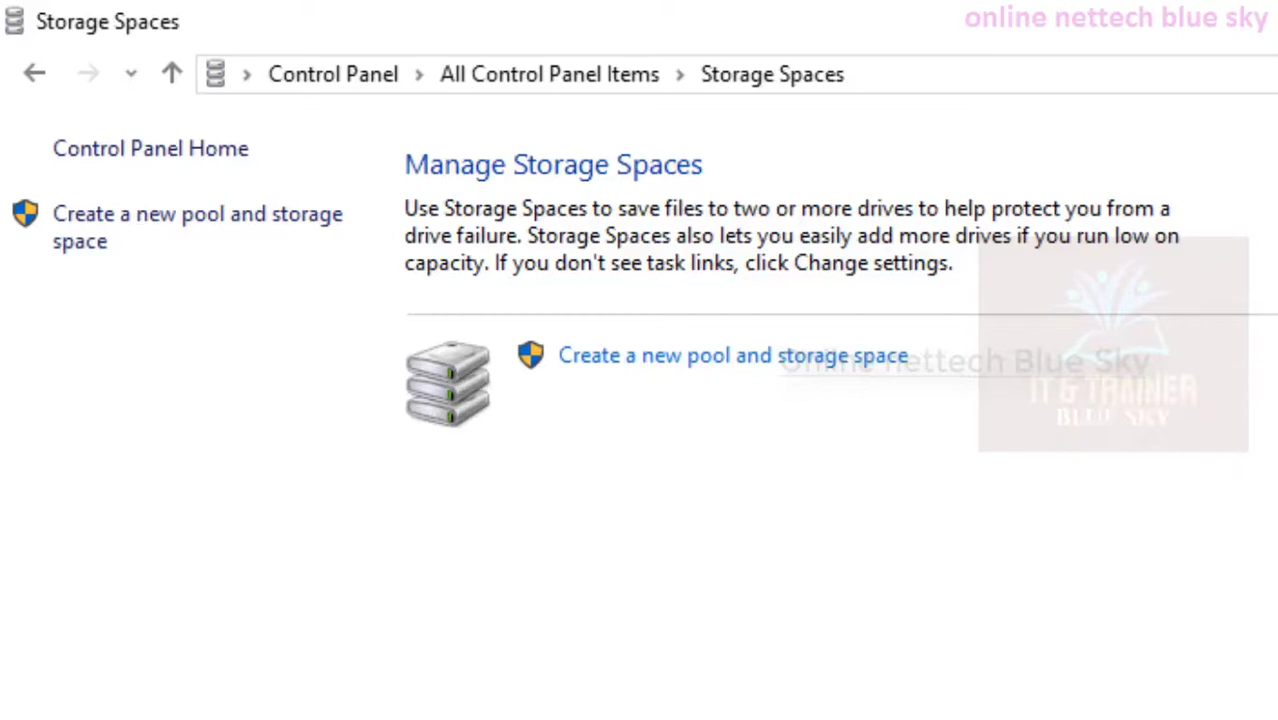 Storage Spaces
online nettech blue sky
Control Panel > All Control Panel Items > Storage Spaces
Control Panel Home
Create a new pool and storage
space
Manage Storage Spaces
Use Storage Spaces to save files to two or more drives to help protect you from a
drive failure. Storage Spaces also lets you easily add more drives if you run low on
capacity. If you don't see task links, click Change settings.
Create a new pool and storage space
Online nettech Blue Sky
IT & TRAINER
BLUE SKY